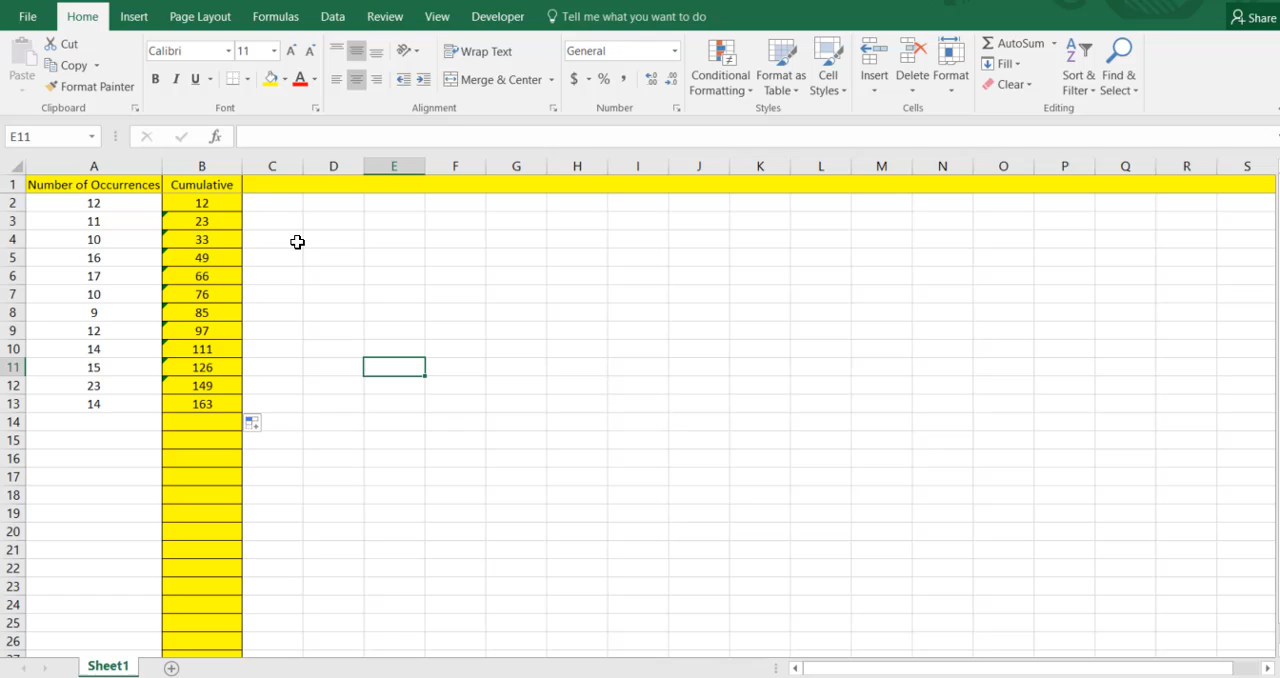 File Home Insert Page Layout Formulas Data Review View Developer Tell me what you want to do Share
Cut
Copy
Format Painter
Paste
Clipboard
Calibri 11
B I U
Font
Wrap Text
Merge & Center
Alignment
General
$ % ,
Number
Conditional Formatting
Format as Table
Cell Styles
Styles
Insert Delete Format
Cells
AutoSum
Fill
Clear
Sort & Filter
Find & Select
Editing
E11 fx
A B C D E F G H I J K L M N O P Q R S
1 Number of Occurrences Cumulative
2 12 12
3 11 23
4 10 33
5 16 49
6 17 66
7 10 76
8 9 85
9 12 97
10 14 111
11 15 126
12 23 149
13 14 163
14
15
16
17
18
19
20
21
22
23
24
25
26
27
Sheet1